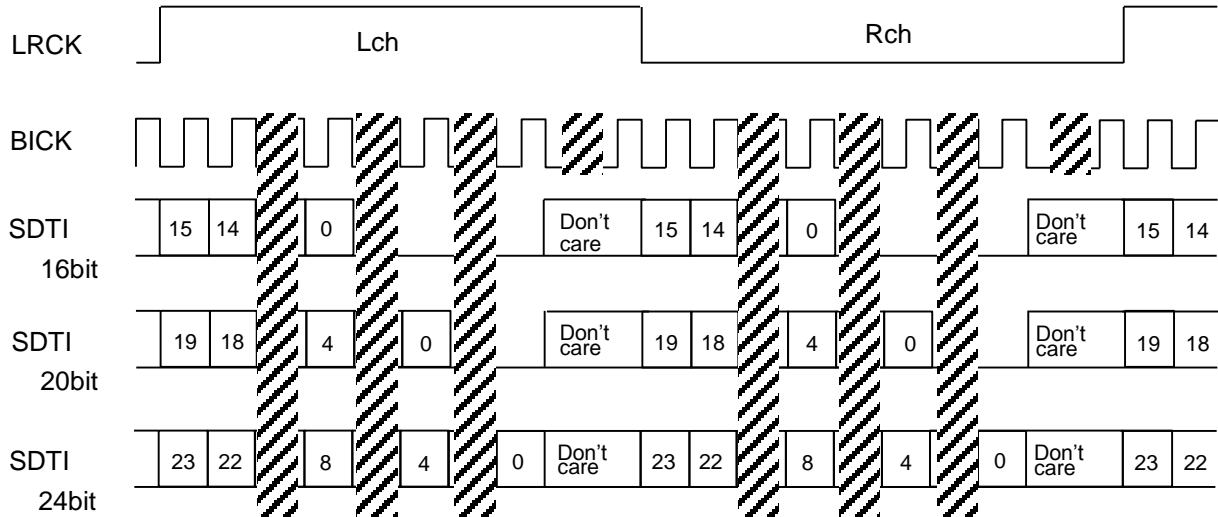 LRCK Lch Rch
BICK
SDTI 15 14 0 Don't care 15 14 0 Don't care 15 14
16bit
SDTI 19 18 4 0 Don't care 19 18 4 0 Don't care 19 18
20bit
SDTI 23 22 8 4 0 Don't care 23 22 8 4 0 Don't care 23 22
24bit